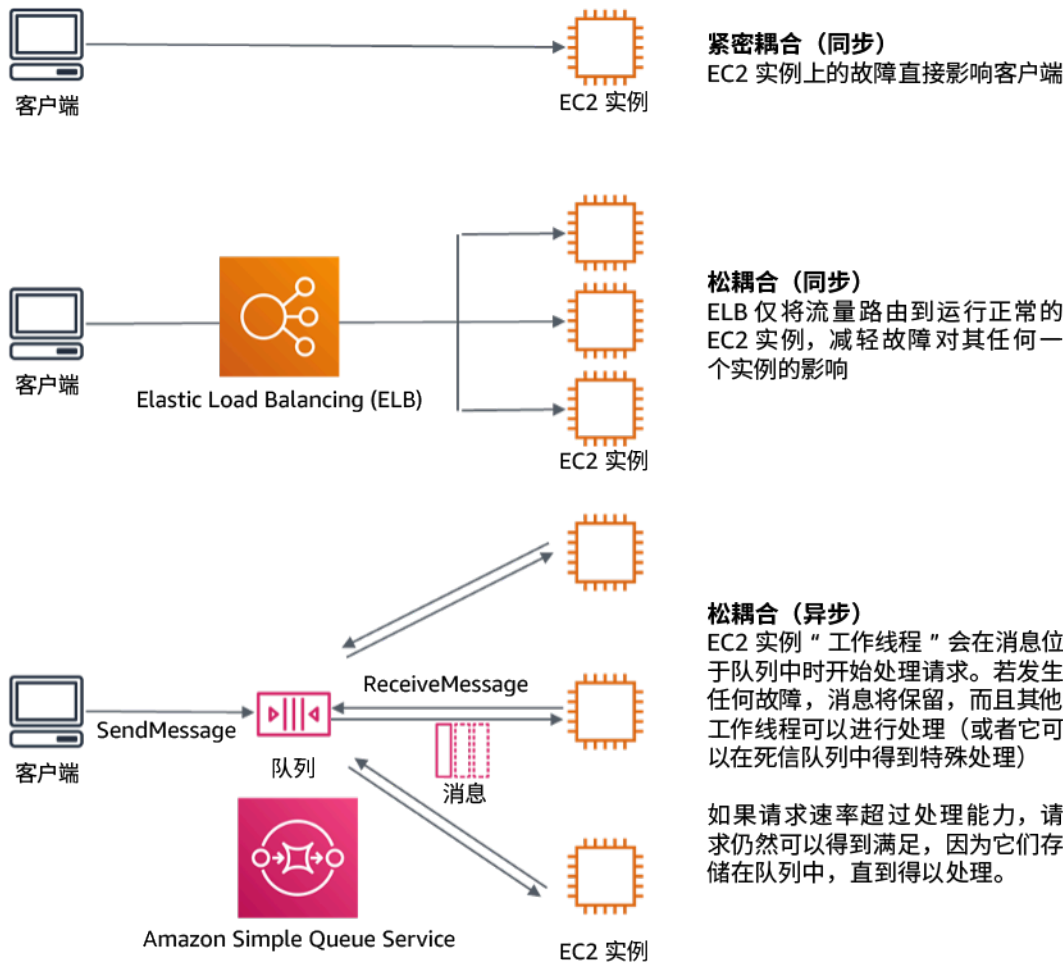 客户端
EC2 实例
紧密耦合（同步）
EC2 实例上的故障直接影响客户端
客户端
Elastic Load Balancing (ELB)
EC2 实例
松耦合（同步）
ELB 仅将流量路由到运行正常的
EC2 实例，减轻故障对其任何一
个实例的影响
客户端
SendMessage
队列
ReceiveMessage
消息
Amazon Simple Queue Service
EC2 实例
松耦合（异步）
EC2 实例 " 工作线程 " 会在消息位
于队列中时开始处理请求。若发生
任何故障，消息将保留，而且其他
工作线程可以进行处理（或者它可
以在死信队列中得到特殊处理）
如果请求速率超过处理能力，请
求仍然可以得到满足，因为它们存
储在队列中，直到得以处理。